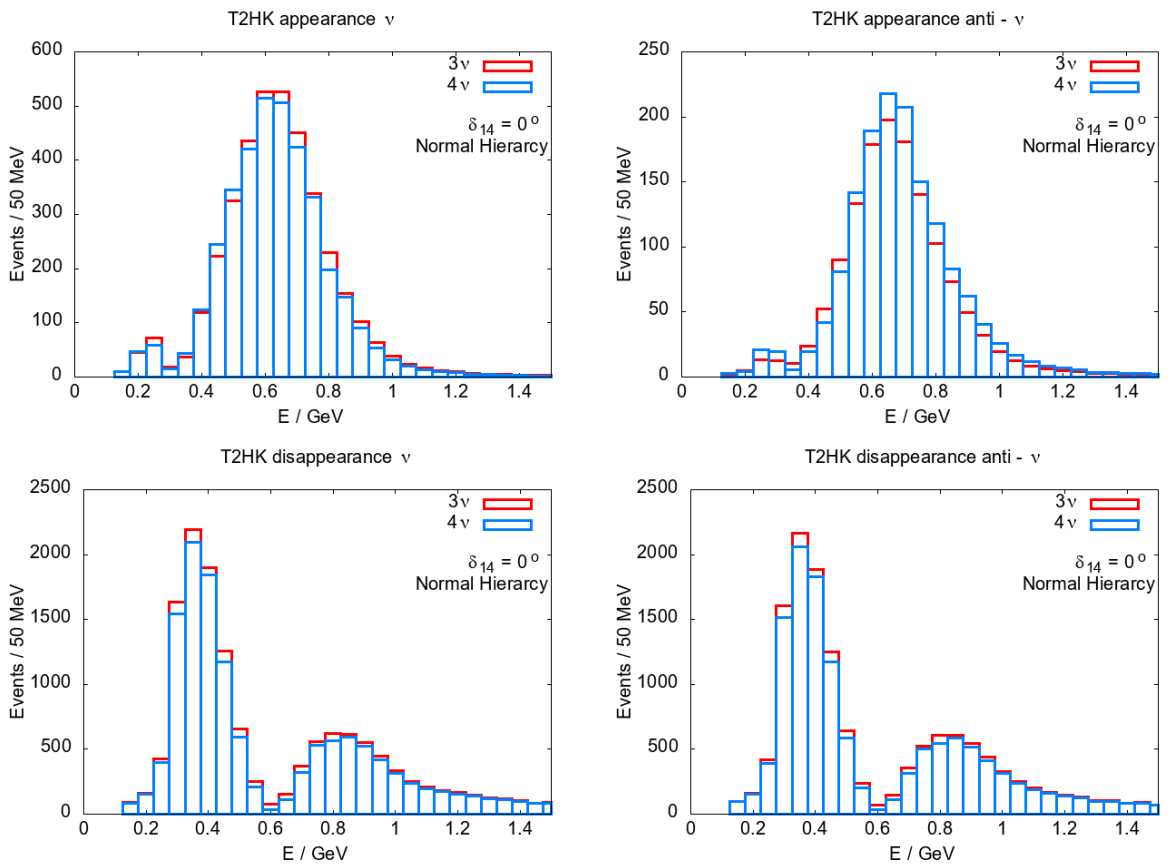 T2HK appearance ν
600
500
400
300
200
100
0
Events / 50 MeV
3ν
4ν
δ14 = 0°
Normal Hierarcy
0 0.2 0.4 0.6 0.8 1 1.2 1.4
E / GeV
T2HK appearance anti - ν
250
200
150
100
50
0
Events / 50 MeV
3ν
4ν
δ14 = 0°
Normal Hierarcy
0 0.2 0.4 0.6 0.8 1 1.2 1.4
E / GeV
T2HK disappearance ν
2500
2000
1500
1000
500
0
Events / 50 MeV
3ν
4ν
δ14 = 0°
Normal Hierarcy
0 0.2 0.4 0.6 0.8 1 1.2 1.4
E / GeV
T2HK disappearance anti - ν
2500
2000
1500
1000
500
0
Events / 50 MeV
3ν
4ν
δ14 = 0°
Normal Hierarcy
0 0.2 0.4 0.6 0.8 1 1.2 1.4
E / GeV